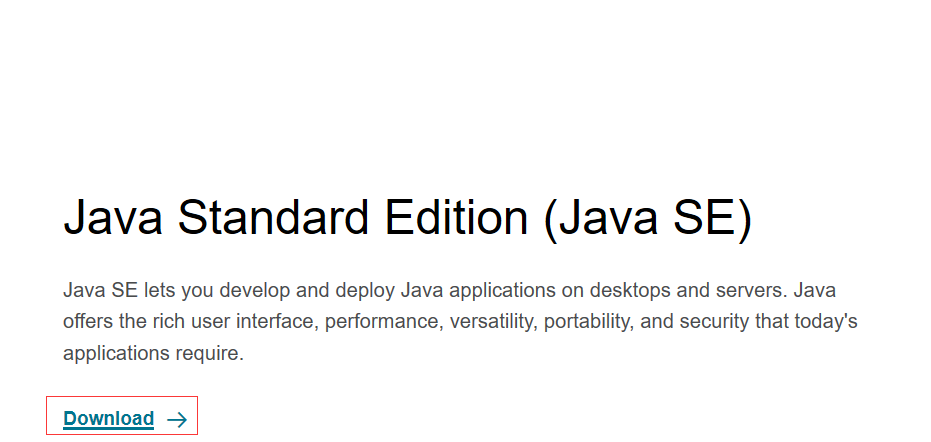 Java Standard Edition (Java SE)
Java SE lets you develop and deploy Java applications on desktops and servers. Java
offers the rich user interface, performance, versatility, portability, and security that today's
applications require.
Download →